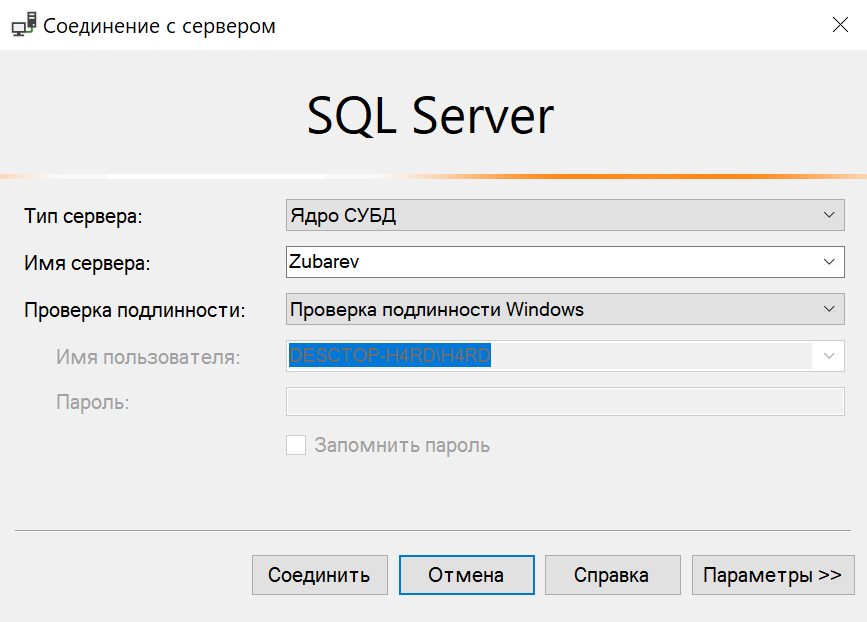 Соединение с сервером
SQL Server
Тип сервера: Ядро СУБД
Имя сервера: Zubarev
Проверка подлинности: Проверка подлинности Windows
Имя пользователя: DESCTOP-H4RD\H4RD
Пароль:
Запомнить пароль
Соединить Отмена Справка Параметры >>